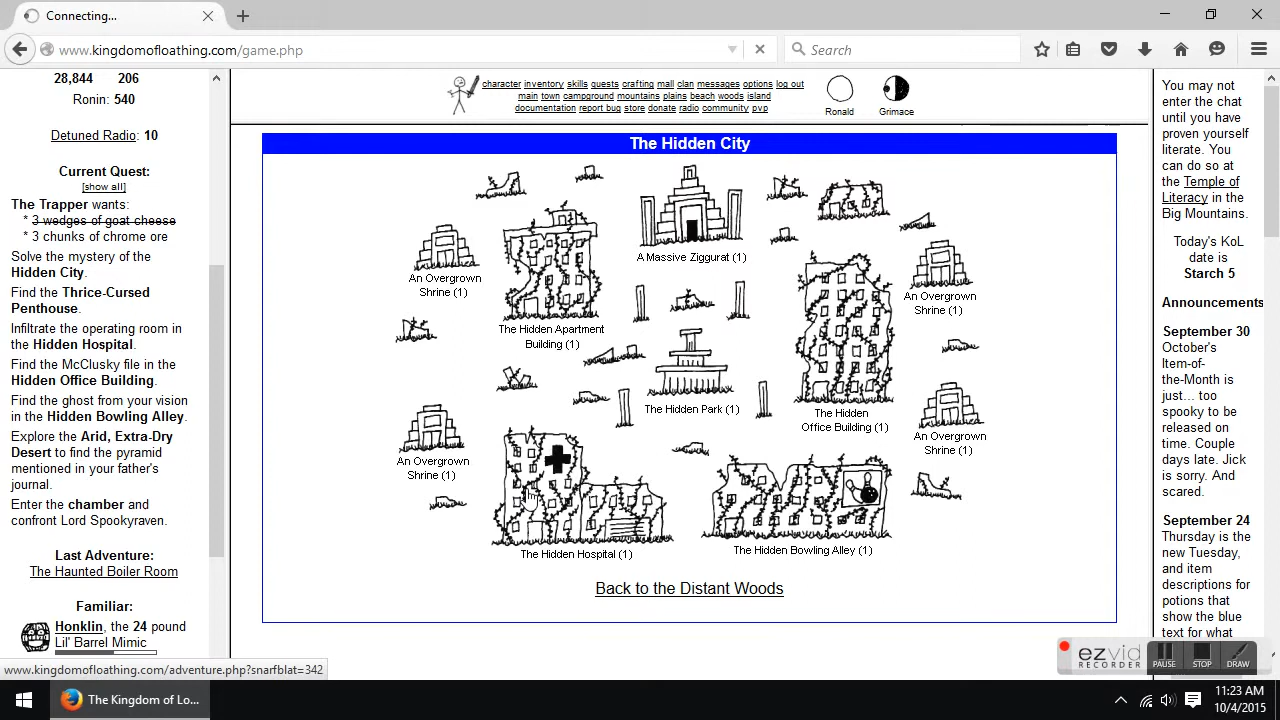 Connecting...
www.kingdomofloathing.com/game.php
Search
28,844 206
Ronin: 540
Detuned Radio: 10
Current Quest:
[show all]
The Trapper wants:
* 3 wedges of goat cheese
* 3 chunks of chrome ore
Solve the mystery of the
Hidden City.
Find the Thrice-Cursed
Penthouse.
Infiltrate the operating room in
the Hidden Hospital.
Find the McClusky file in the
Hidden Office Building.
Find the ghost from your vision
in the Hidden Bowling Alley.
Explore the Arid, Extra-Dry
Desert to find the pyramid
mentioned in your father's
journal.
Enter the chamber and
confront Lord Spookyraven.
Last Adventure:
The Haunted Boiler Room
Familiar:
Honklin, the 24 pound
Lil' Barrel Mimic
character inventory skills quests crafting mall clan messages options log out
main town campground mountains plains beach woods island
documentation report bug store donate radio community pvp
Ronald Grimace
The Hidden City
A Massive Ziggurat (1)
An Overgrown
Shrine (1)
An Overgrown
Shrine (1)
The Hidden Apartment
Building (1)
The Hidden Park (1)
The Hidden
Office Building (1)
An Overgrown
Shrine (1)
An Overgrown
Shrine (1)
The Hidden Hospital (1)
The Hidden Bowling Alley (1)
Back to the Distant Woods
You may not
enter the chat
until you have
proven yourself
literate. You
can do so at
the Temple of
Literacy in the
Big Mountains.
Today's KoL
date is
Starch 5
Announcements
September 30
October's
Item-of-
the-Month is
just... too
spooky to be
released on
time. Couple
days late. Jick
is sorry. And
scared.
September 24
Thursday is the
new Tuesday,
and item
descriptions for
potions that
show the blue
text for what
ezvid
RECORDER
PAUSE STOP DRAW
www.kingdomofloathing.com/adventure.php?snarfblat=342
The Kingdom of Lo...
11:23 AM
10/4/2015